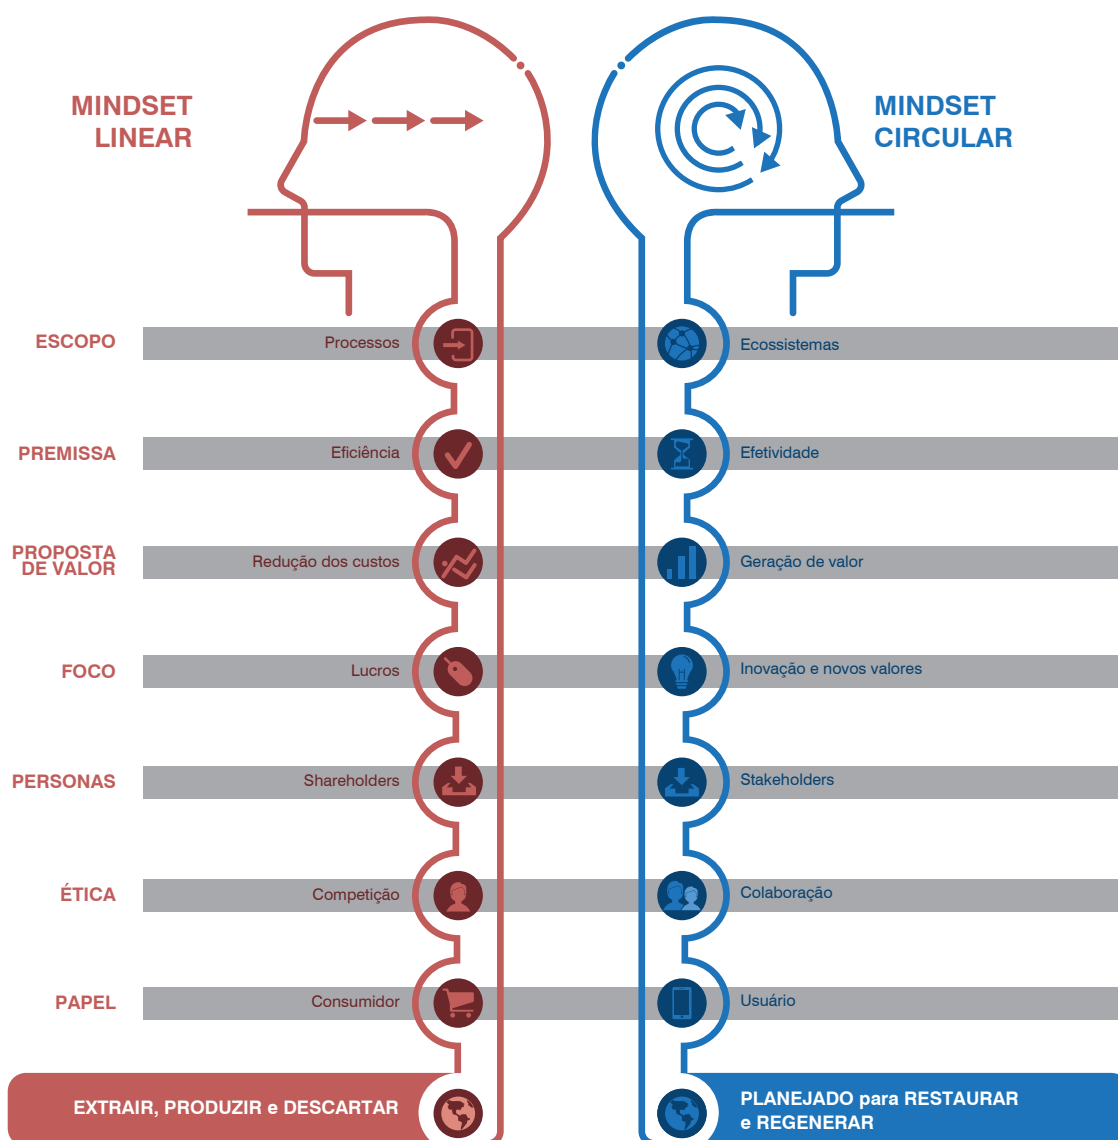 MINDSET
LINEAR
MINDSET
CIRCULAR
ESCOPO
Processos
Ecossistemas
PREMISSA
Eficiência
Efetividade
PROPOSTA
DE VALOR
Redução dos custos
Geração de valor
FOCO
Lucros
Inovação e novos valores
PERSONAS
Shareholders
Stakeholders
ÉTICA
Competição
Colaboração
PAPEL
Consumidor
Usuário
EXTRAIR, PRODUZIR e DESCARTAR
PLANEJADO para RESTAURAR
e REGENERAR